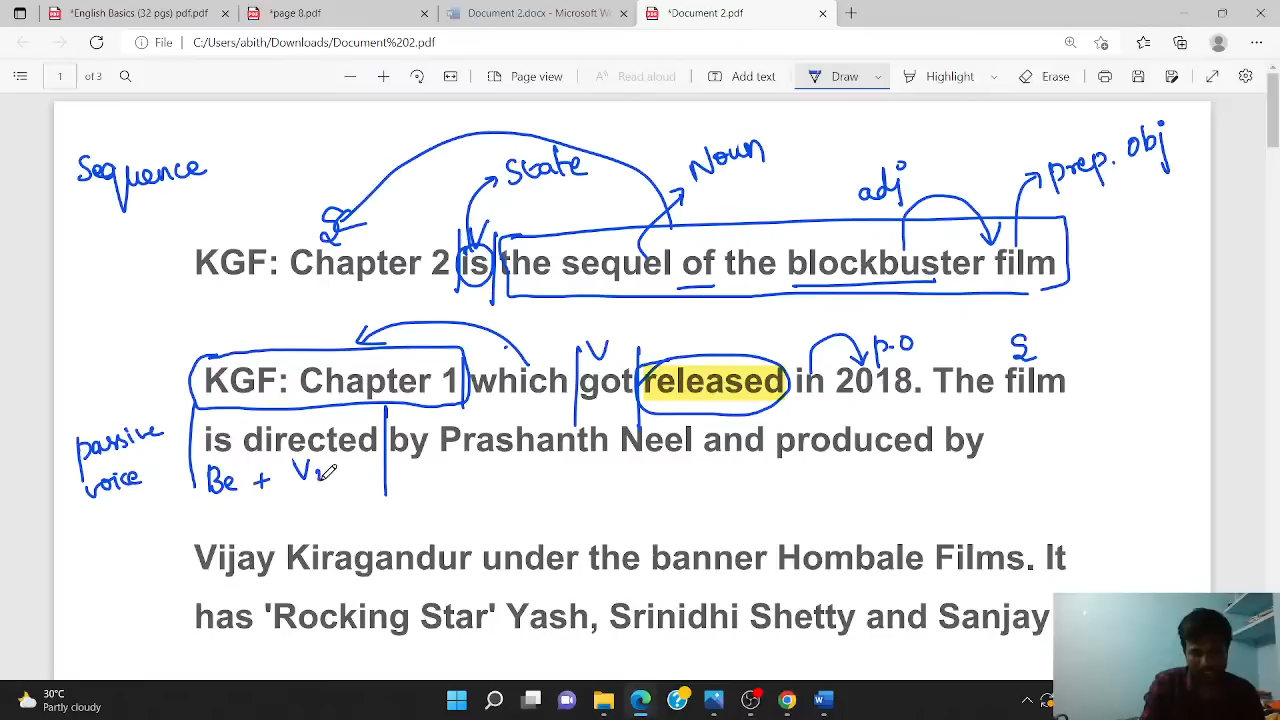 *English Basics (32 pgs) pdf.pdf
*page 8.pdf
Document 2.docx - Microsoft Wo
*Document 2.pdf
File
C:/Users/abith/Downloads/Document%202.pdf
1
Page view
Read aloud
Add text
Draw
Highlight
Erase
Sequence
State
Noun
adj
prep. obj
KGF: Chapter 2 is the sequel of the blockbuster film
V
p.o
KGF: Chapter 1 which got released in 2018. The film
is directed by Prashanth Neel and produced by
passive
voice
Be + V
Vijay Kiragandur under the banner Hombale Films. It
has 'Rocking Star' Yash, Srinidhi Shetty and Sanjay
30°C
Partly cloudy